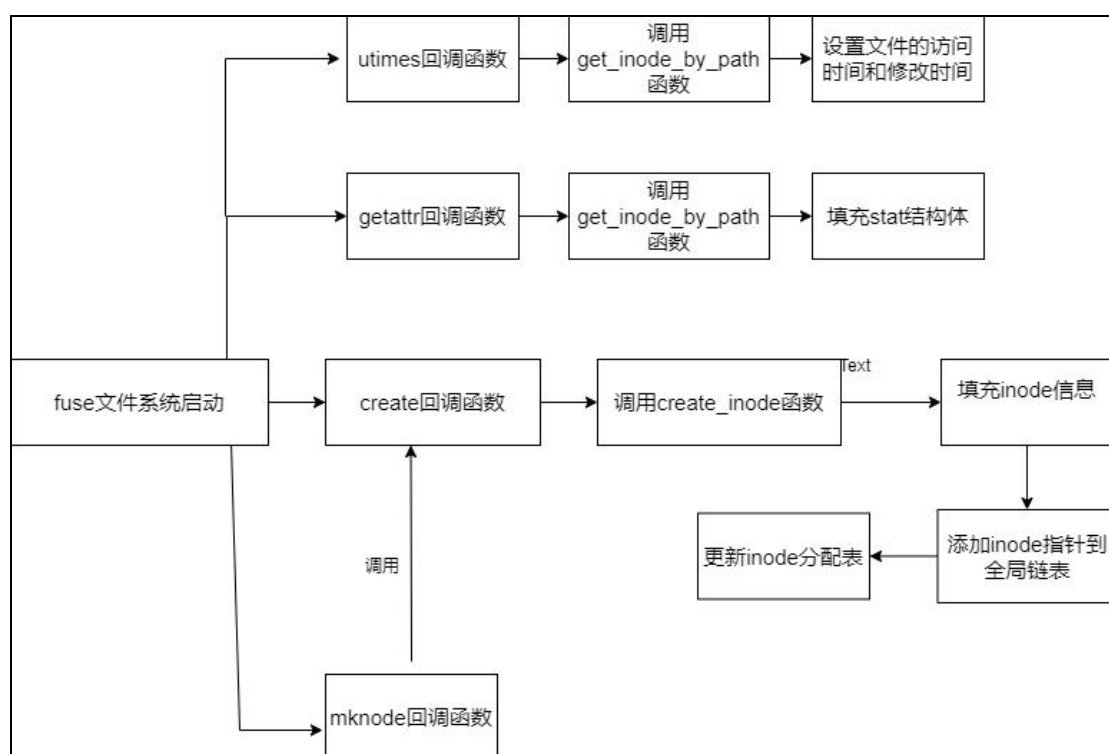 utimes回调函数
调用
get_inode_by_path
函数
设置文件的访问
时间和修改时间
getattr回调函数
调用
get_inode_by_path
函数
填充stat结构体
fuse文件系统启动
create回调函数
调用create_inode函数
Text
填充inode信息
调用
更新inode分配表
添加inode指针到
全局链表
mknode回调函数